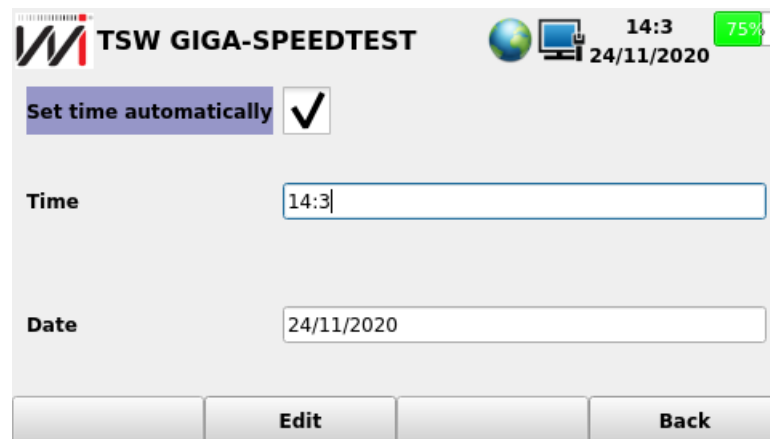 TSW GIGA-SPEEDTEST
14:3
24/11/2020
75%
Set time automatically
Time
14:3
Date
24/11/2020
Edit
Back